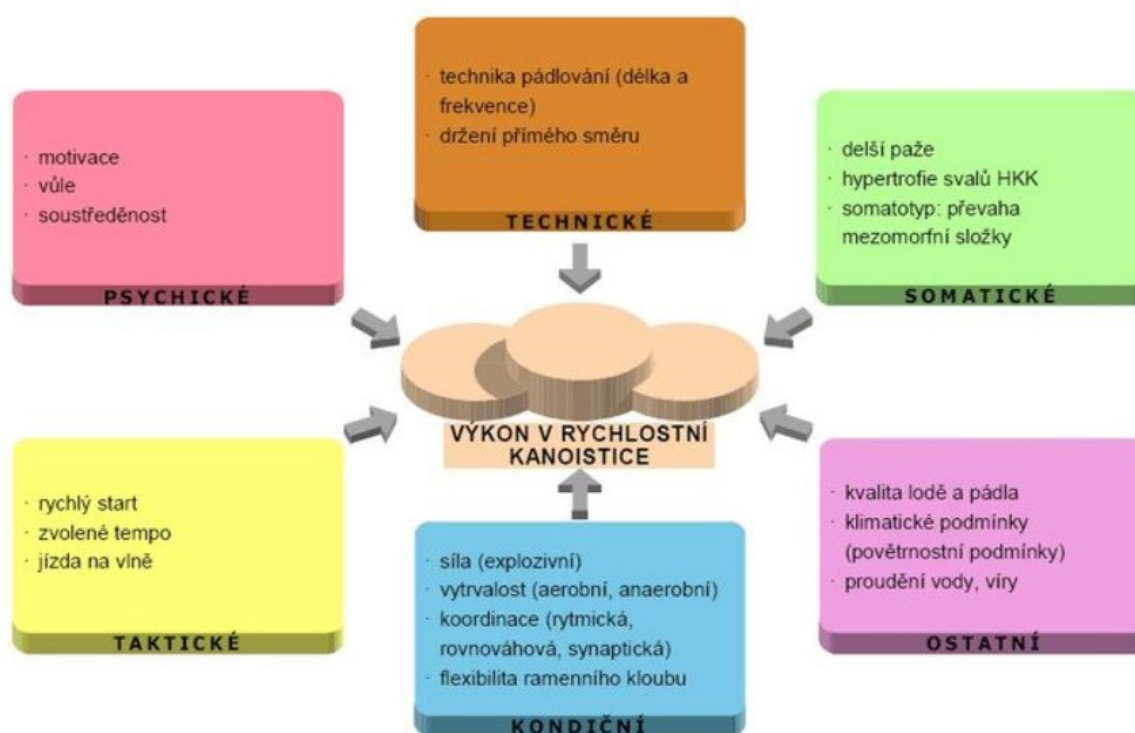 · technika pádlování (délka a
frekvence)
· držení přímého směru
TECHNICKÉ
· motivace
· vůle
· soustředěnost
PSYCHICKÉ
· delší paže
· hypertrofie svalů HKK
· somatotyp: převaha
mezomorfní složky
SOMATICKÉ
VÝKON V RYCHLOSTNÍ
KANOISTICE
· rychlý start
· zvolené tempo
· jízda na vlně
TAKTICKÉ
· síla (explozivní)
· vytrvalost (aerobní, anaerobní)
· koordinace (rytmická,
rovnováhová, synaptická)
· flexibilita ramenního kloubu
KONDIČNÍ
· kvalita lodě a pádla
· klimatické podmínky
(povětrnostní podmínky)
· proudění vody, víry
OSTATNÍ